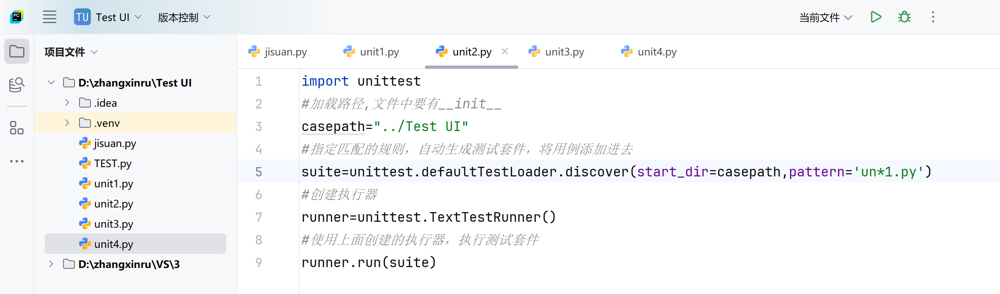 PC
TU Test UI 版本控制 当前文件
项目文件
jisuan.py unit1.py unit2.py unit3.py unit4.py
D:\zhangxinru\Test UI
.idea
.venv
jisuan.py
TEST.py
unit1.py
unit2.py
unit3.py
unit4.py
D:\zhangxinru\VS\3
1 import unittest
2 #加载路径,文件中要有__init__
3 casepath="../Test UI"
4 #指定匹配的规则，自动生成测试套件，将用例添加进去
5 suite=unittest.defaultTestLoader.discover(start_dir=casepath,pattern='un*1.py')
6 #创建执行器
7 runner=unittest.TextTestRunner()
8 #使用上面创建的执行器，执行测试套件
9 runner.run(suite)